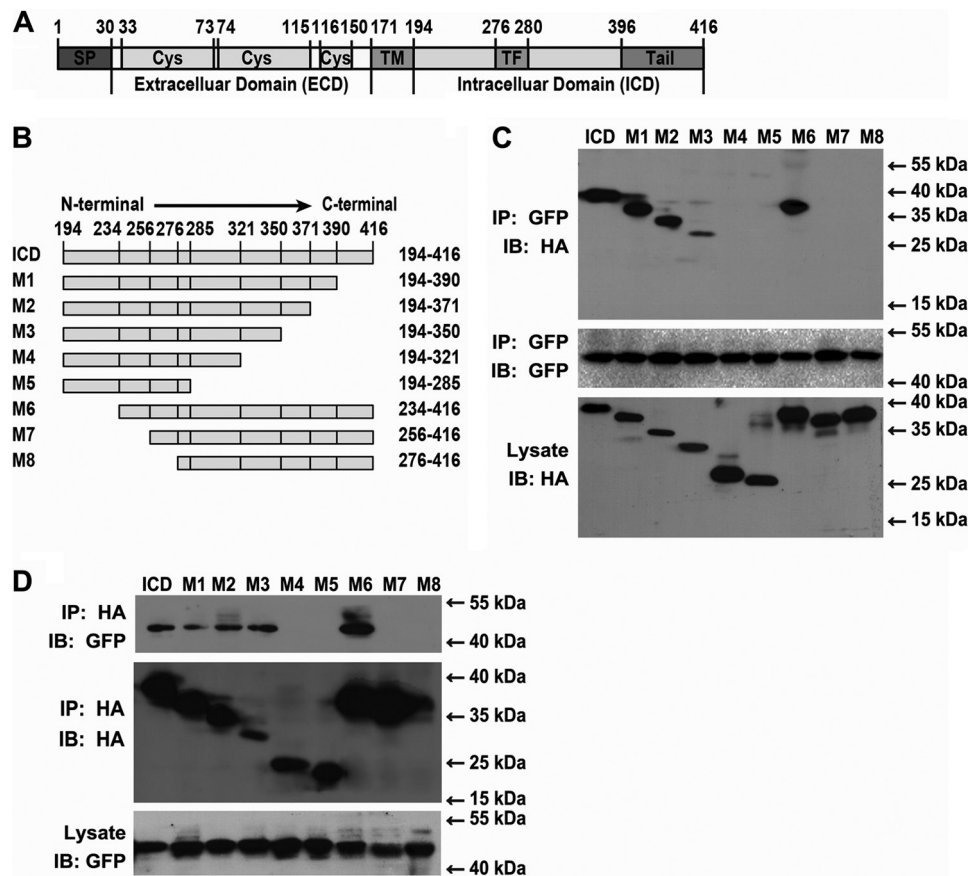 A
1 30 33 73 74 115 116 150 171 194 276 280 396 416
SP Cys Cys Cys TM TF Tail
Extracelluar Domain (ECD) Intracelluar Domain (ICD)
B
N-terminal C-terminal
194 234 256 276 285 321 350 371 390 416
ICD 194-416
M1 194-390
M2 194-371
M3 194-350
M4 194-321
M5 194-285
M6 234-416
M7 256-416
M8 276-416
C
ICD M1 M2 M3 M4 M5 M6 M7 M8
IP: GFP
IB: HA
← 55 kDa
← 40 kDa
← 35 kDa
← 25 kDa
← 15 kDa
IP: GFP
IB: GFP
← 55 kDa
← 40 kDa
Lysate
IB: HA
← 40 kDa
← 35 kDa
← 25 kDa
← 15 kDa
D
ICD M1 M2 M3 M4 M5 M6 M7 M8
IP: HA
IB: GFP
← 55 kDa
← 40 kDa
IP: HA
IB: HA
← 40 kDa
← 35 kDa
← 25 kDa
← 15 kDa
Lysate
IB: GFP
← 55 kDa
← 40 kDa